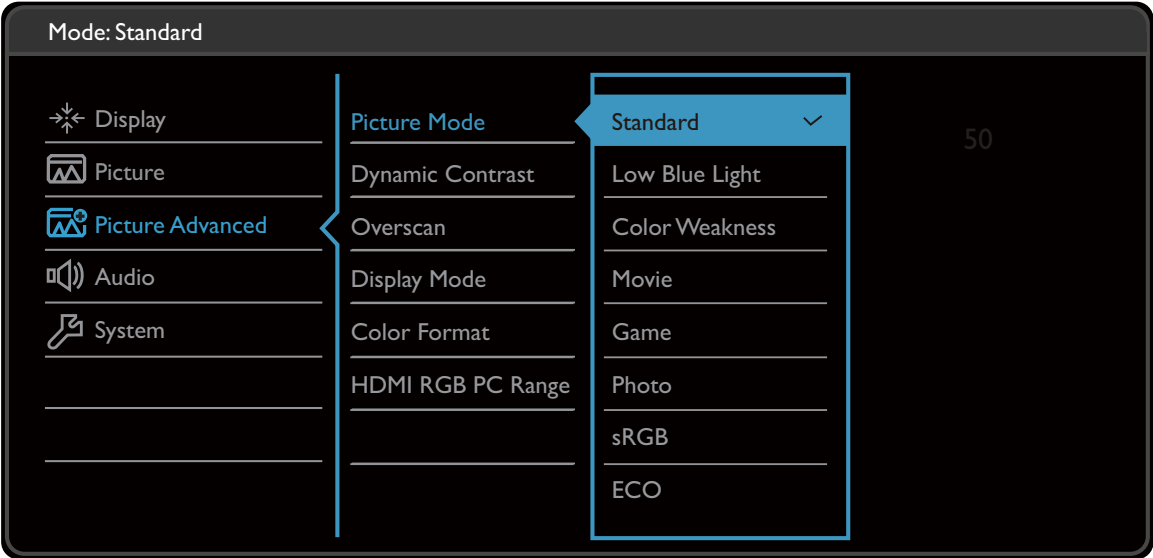 Mode: Standard
Display
Picture
Picture Advanced
Audio
System
Picture Mode
Dynamic Contrast
Overscan
Display Mode
Color Format
HDMI RGB PC Range
Standard
Low Blue Light
Color Weakness
Movie
Game
Photo
sRGB
ECO
50